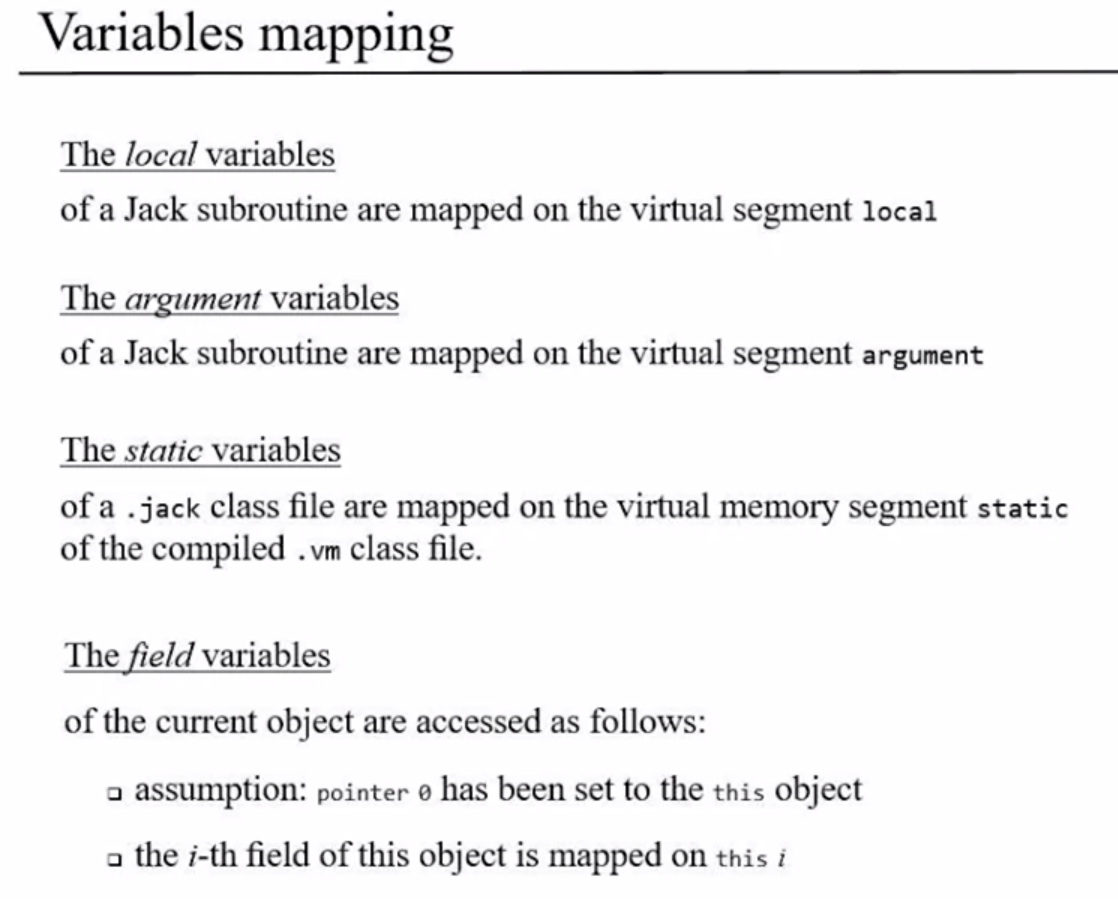 Variables mapping
The local variables
of a Jack subroutine are mapped on the virtual segment local
The argument variables
of a Jack subroutine are mapped on the virtual segment argument
The static variables
of a .jack class file are mapped on the virtual memory segment static
of the compiled .vm class file.
The field variables
of the current object are accessed as follows:
❑ assumption: pointer 0 has been set to the this object
❑ the i-th field of this object is mapped on this i